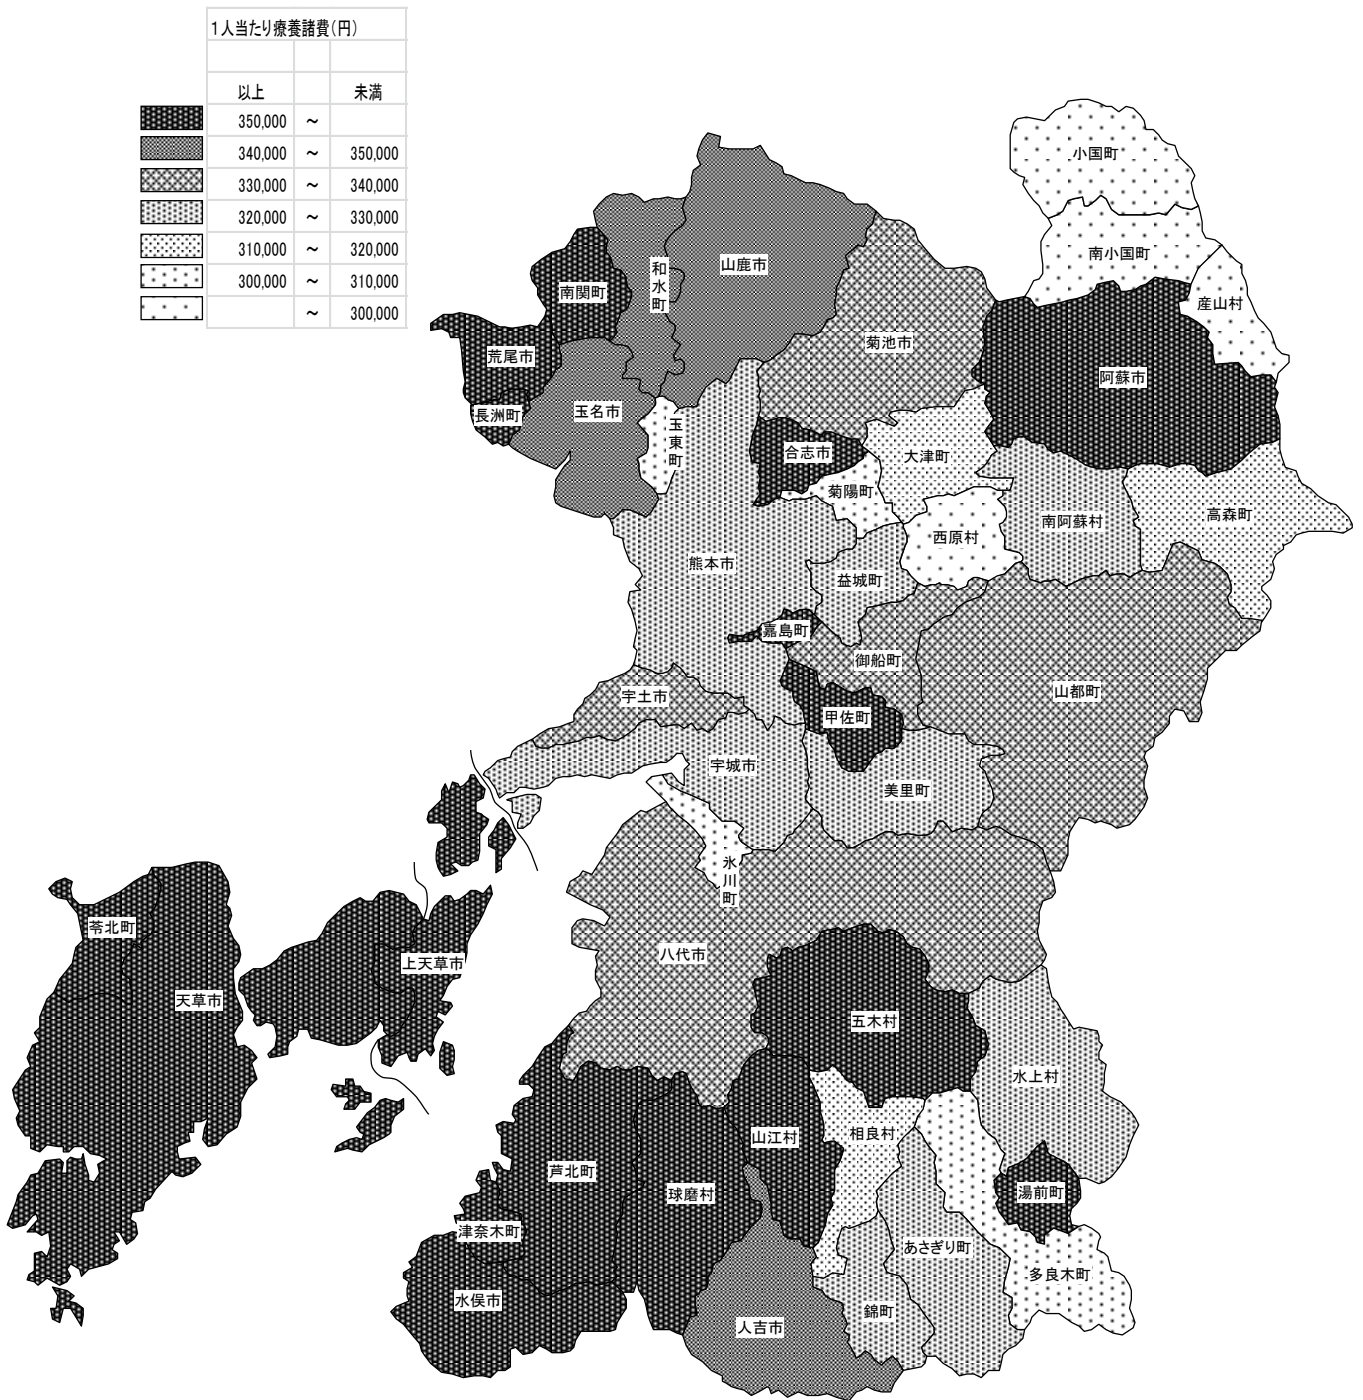 1人当たり療養諸費(円)
以上 未満
350,000 ～
340,000 ～ 350,000
330,000 ～ 340,000
320,000 ～ 330,000
310,000 ～ 320,000
300,000 ～ 310,000
～ 300,000
小国町
南小国町
産山村
山鹿市
和水町
南関町
菊池市
荒尾市
阿蘇市
長洲町
玉名市
玉東町
合志市
大津町
菊陽町
高森町
南阿蘇村
西原村
熊本市
益城町
嘉島町
御船町
山都町
宇土市
甲佐町
宇城市
美里町
氷川町
苓北町
八代市
上天草市
天草市
五木村
水上村
山江村
相良村
芦北町
球磨村
湯前町
津奈木町
あさぎり町
多良木町
水俣市
錦町
人吉市